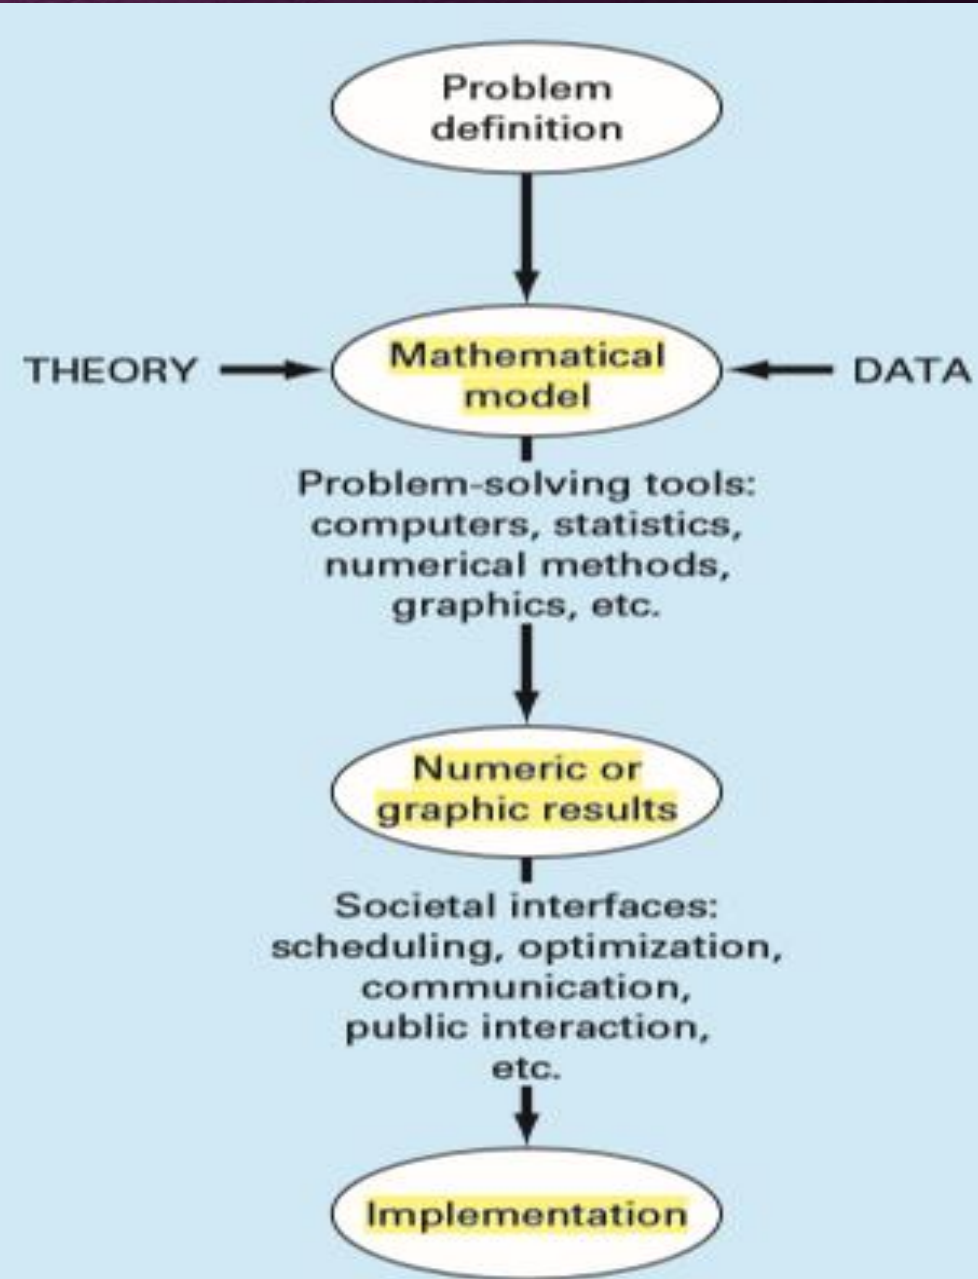 Problem
definition
THEORY
Mathematical
model
DATA
Problem-solving tools:
computers, statistics,
numerical methods,
graphics, etc.
Numeric or
graphic results
Societal interfaces:
scheduling, optimization,
communication,
public interaction,
etc.
Implementation